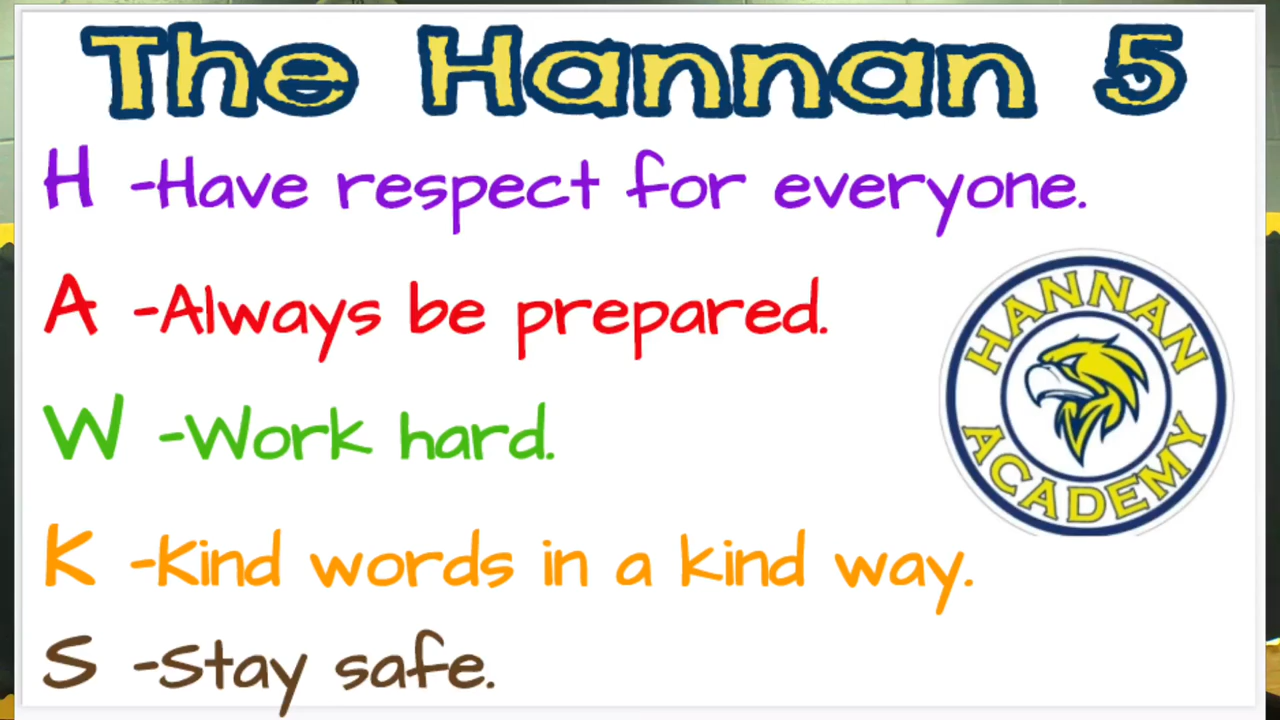 The Hannan 5
H -Have respect for everyone.
A -Always be prepared.
W -Work hard.
K -Kind words in a kind way.
S -Stay safe.
HANNAN
ACADEMY